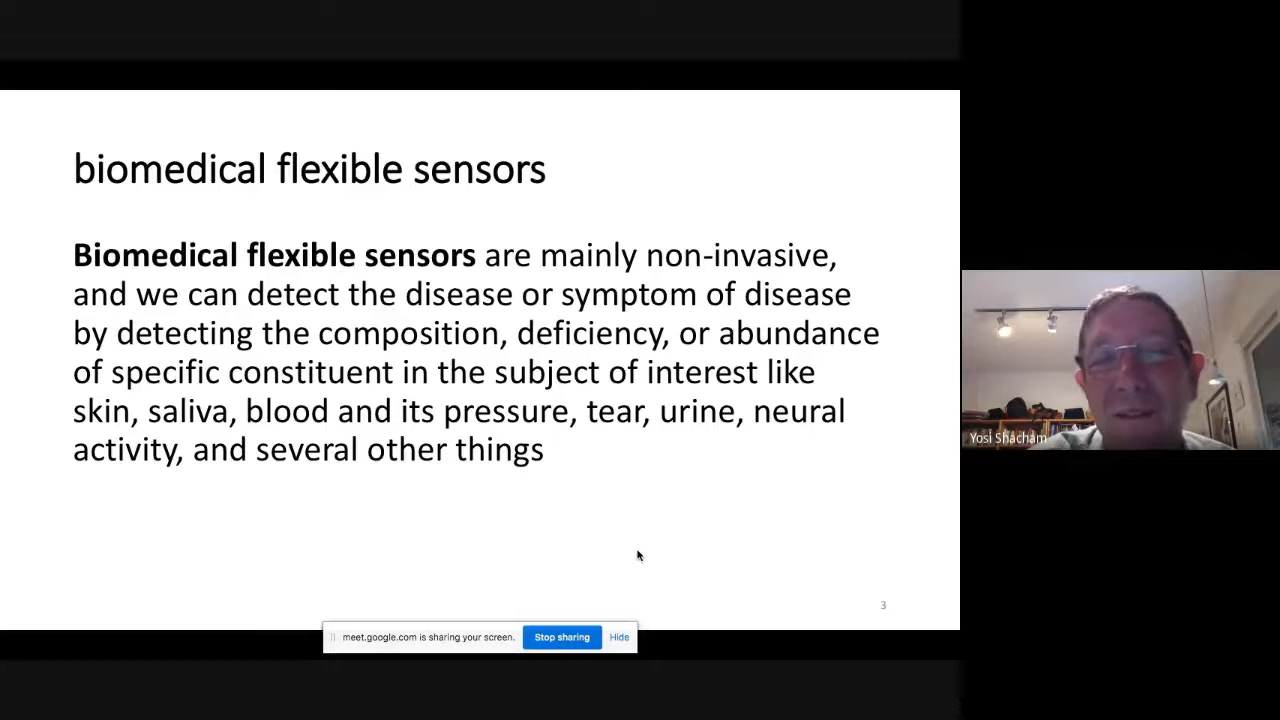 biomedical flexible sensors
Biomedical flexible sensors are mainly non-invasive,
and we can detect the disease or symptom of disease
by detecting the composition, deficiency, or abundance
of specific constituent in the subject of interest like
skin, saliva, blood and its pressure, tear, urine, neural
activity, and several other things
3
meet.google.com is sharing your screen. Stop sharing Hide
Yosi Shacham